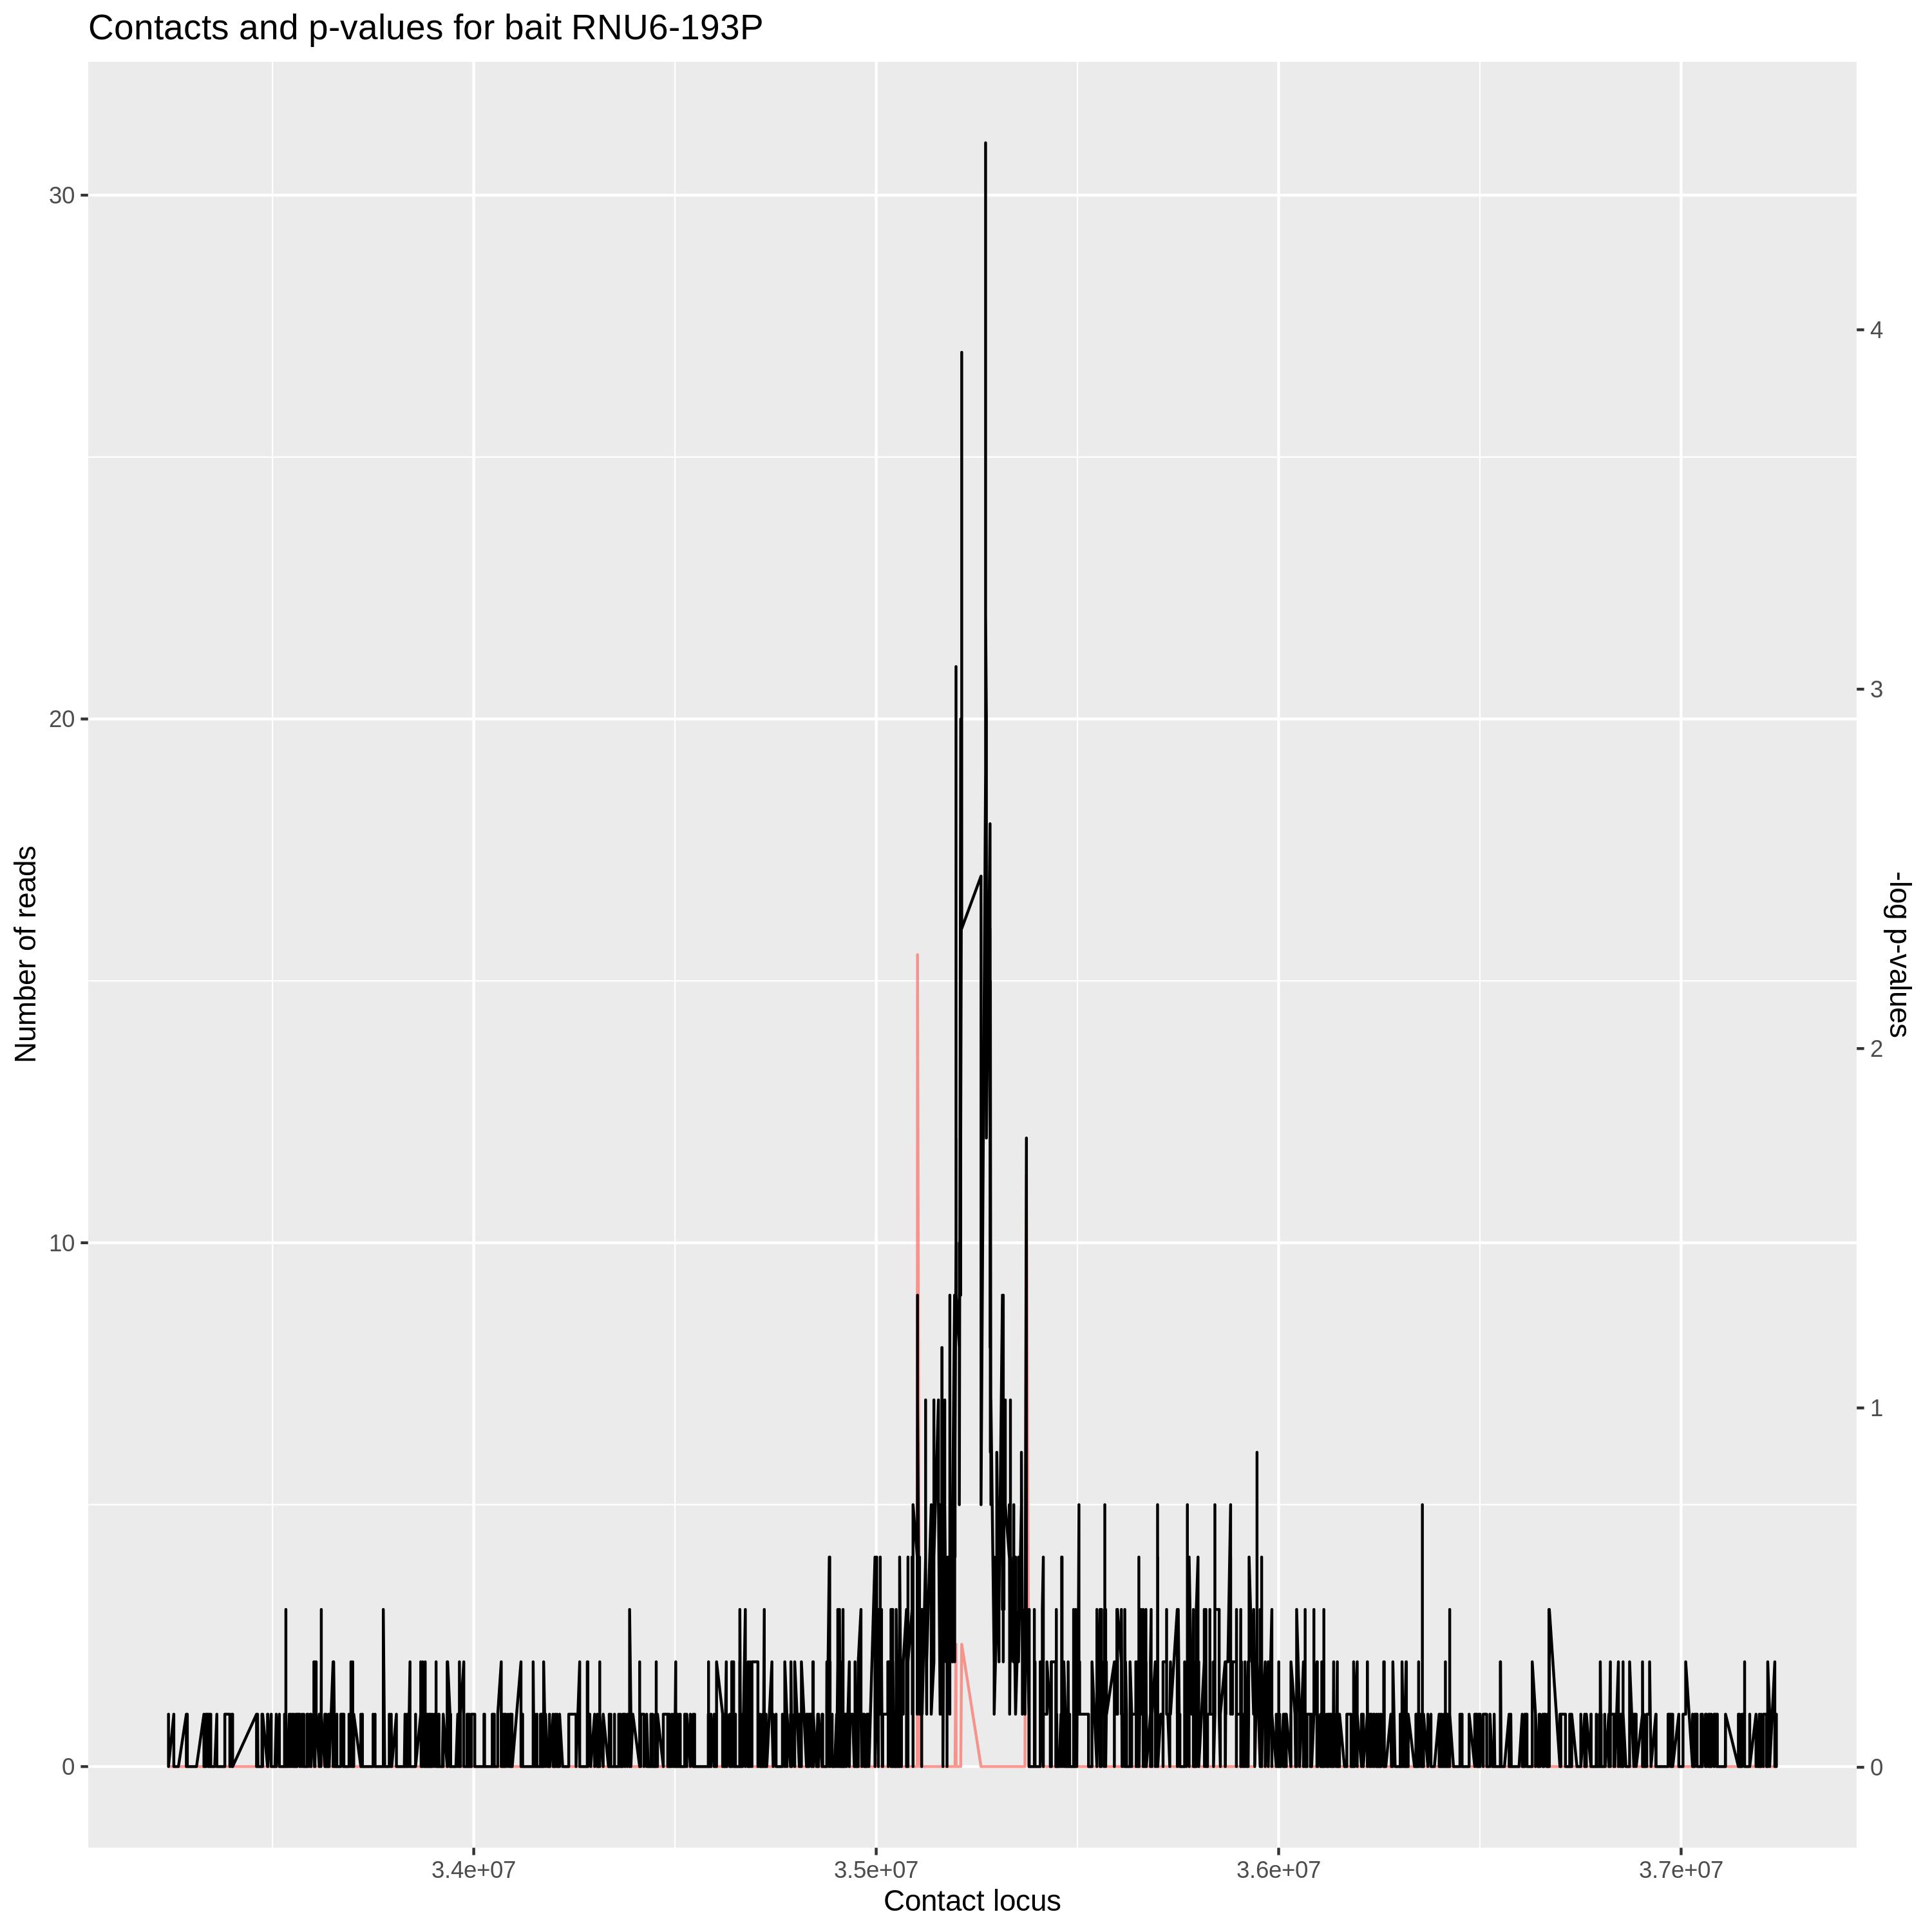 Contacts and p-values for bait RNU6-193P
30
20
10
0
Number of reads
4
3
2
1
0
-log p-values
3.4e+07
3.5e+07
3.6e+07
3.7e+07
Contact locus